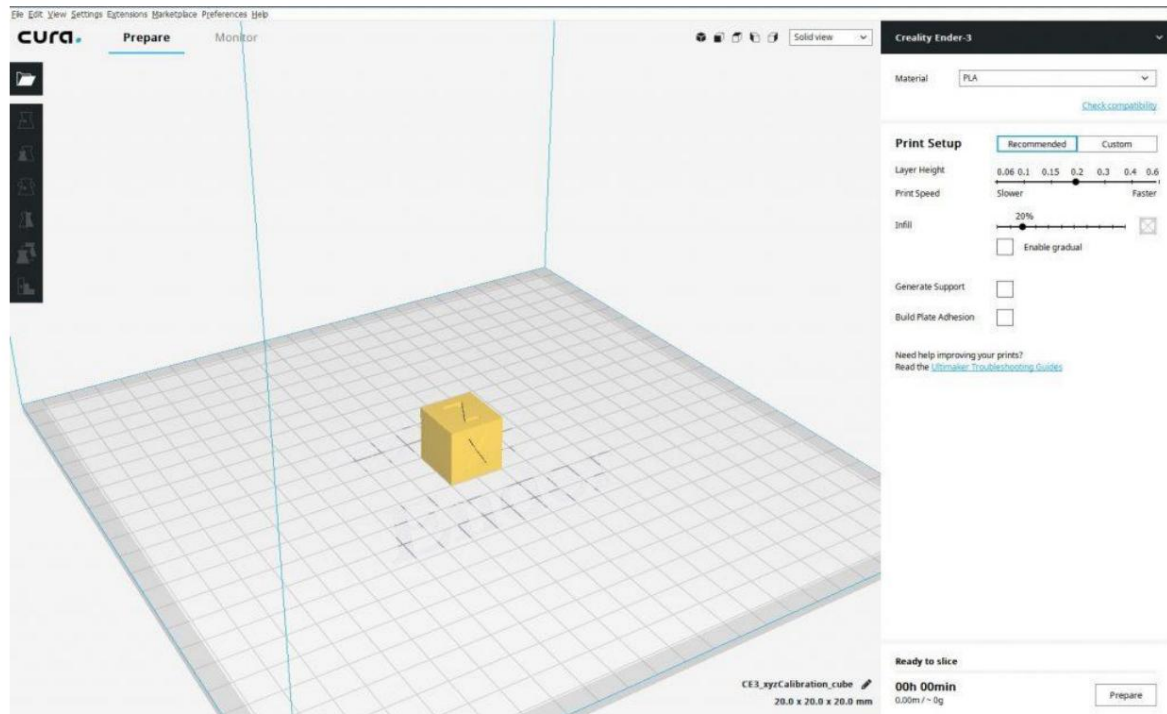 File Edit View Settings Extensions Marketplace Preferences Help
cura.
Prepare
Monitor
Solid view
Creality Ender-3
Material
PLA
Check compatibility
Print Setup
Recommended
Custom
Layer Height
0.06 0.1 0.15 0.2 0.3 0.4 0.6
Print Speed
Slower
Faster
20%
Infill
Enable gradual
Generate Support
Build Plate Adhesion
Need help improving your prints?
Read the Ultimaker Troubleshooting Guides
CE3_xyzCalibration_cube
20.0 x 20.0 x 20.0 mm
Ready to slice
00h 00min
0.00m / ~ 0g
Prepare